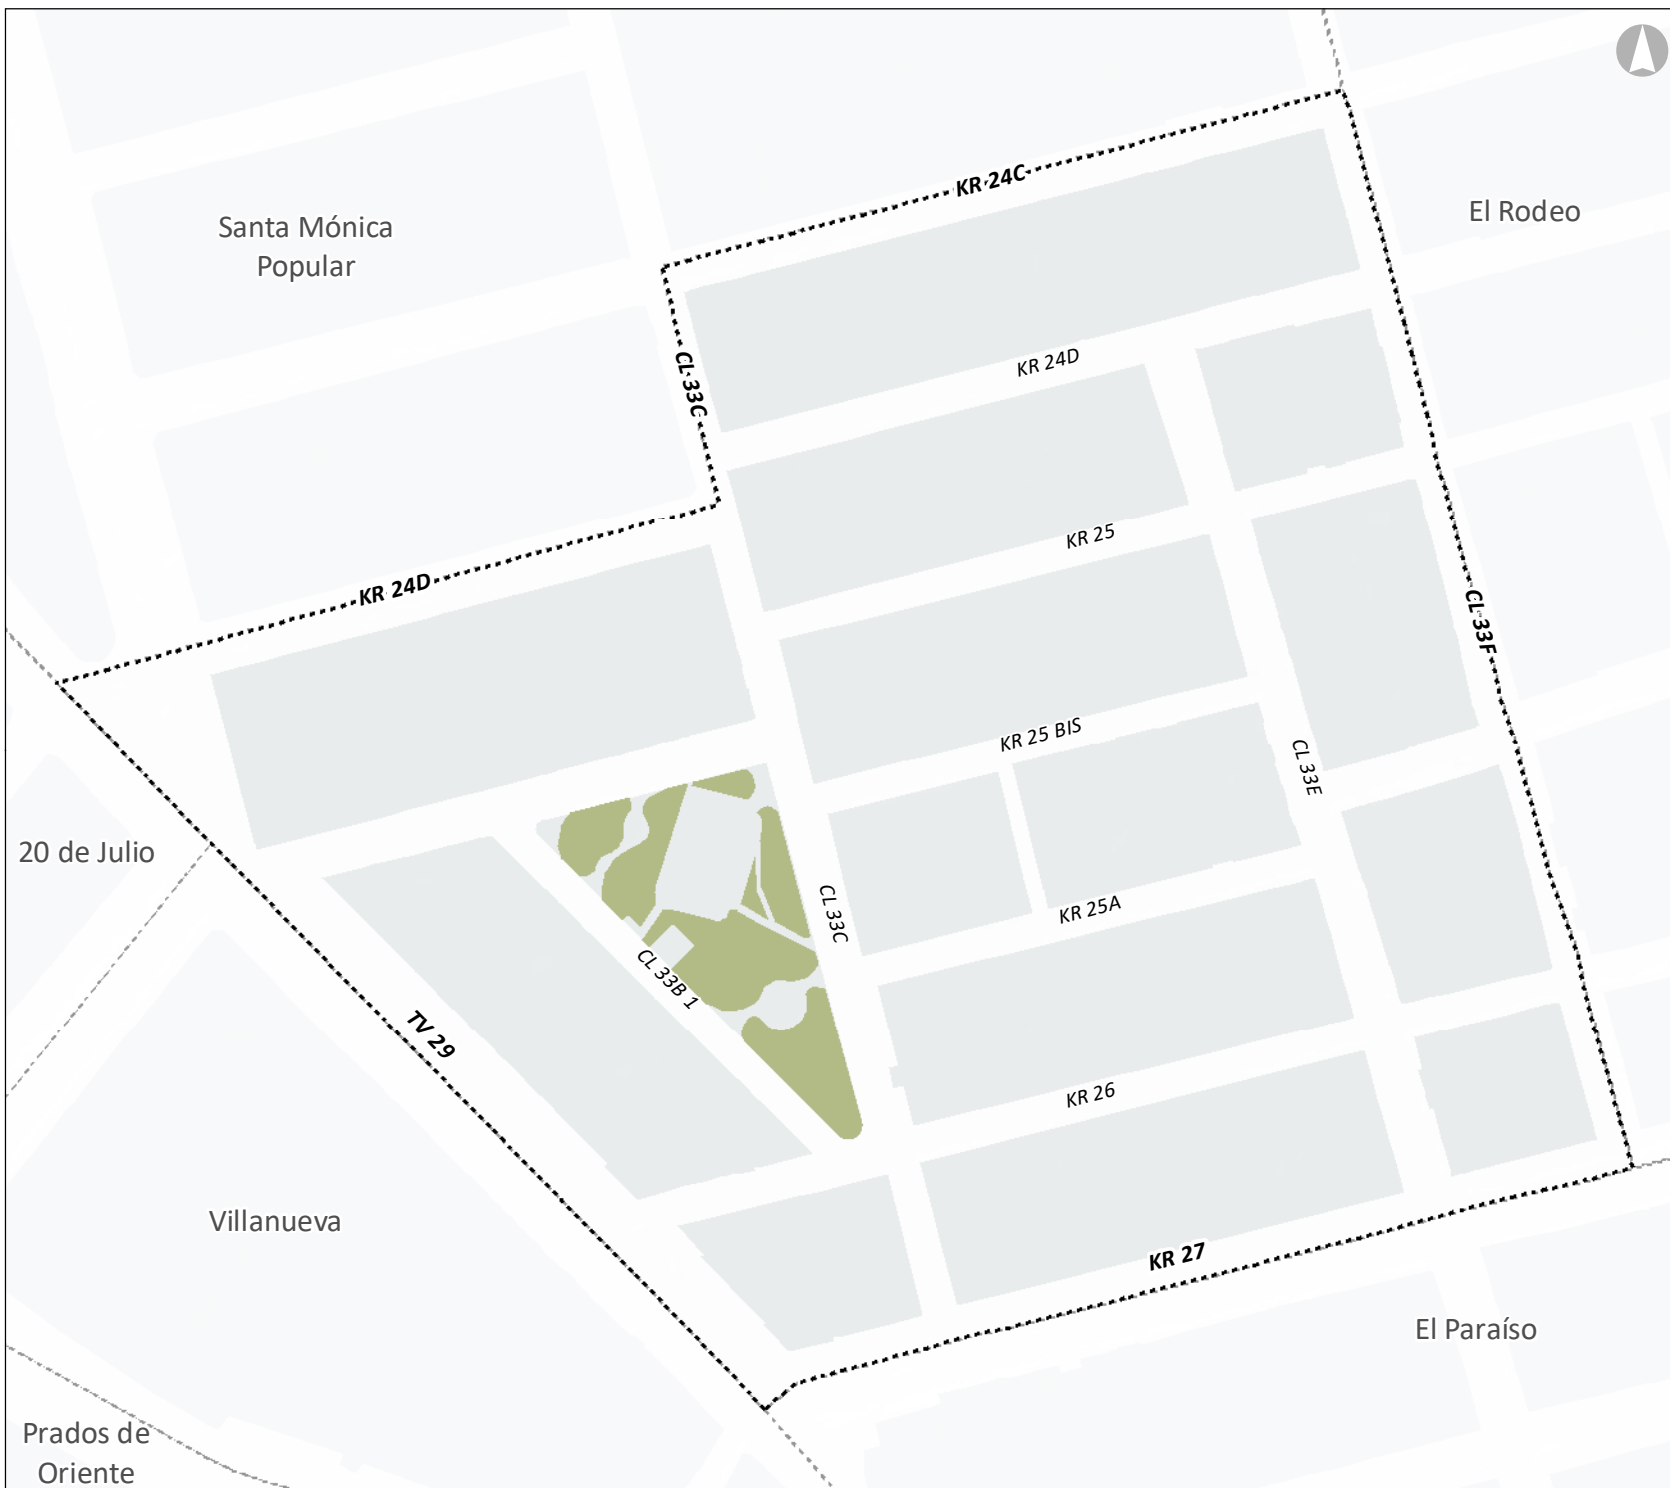 KR 24C
Santa Mónica
Popular
El Rodeo
CL 33C
KR 24D
KR 25
KR 24D
CL 33F
KR 25 BIS
CL 33E
20 de Julio
CL 33C
KR 25A
CL 33B 1
TV 29
KR 26
Villanueva
KR 27
El Paraíso
Prados de
Oriente